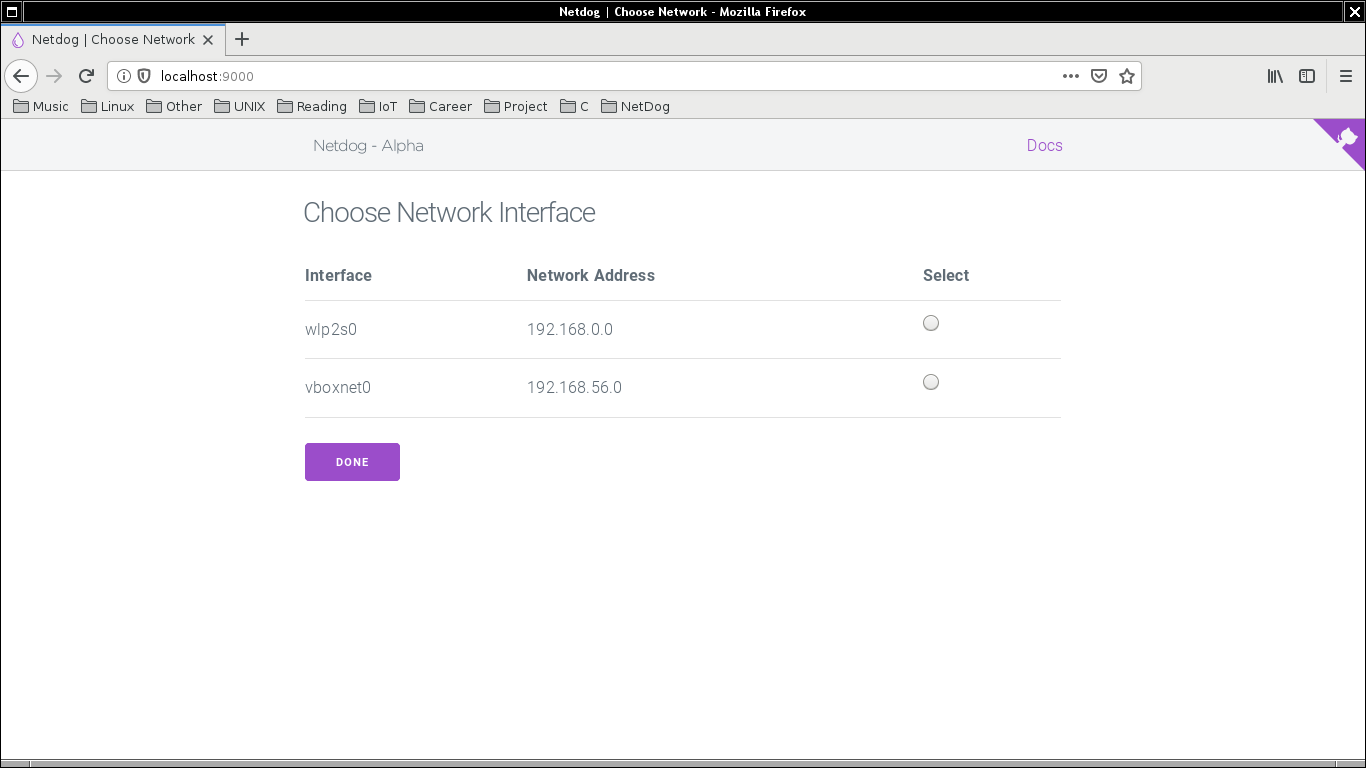 Netdog | Choose Network - Mozilla Firefox
Netdog | Choose Network
localhost:9000
Music Linux Other UNIX Reading IoT Career Project C NetDog
Netdog - Alpha Docs
Choose Network Interface
Interface Network Address Select
wlp2s0 192.168.0.0
vboxnet0 192.168.56.0
DONE